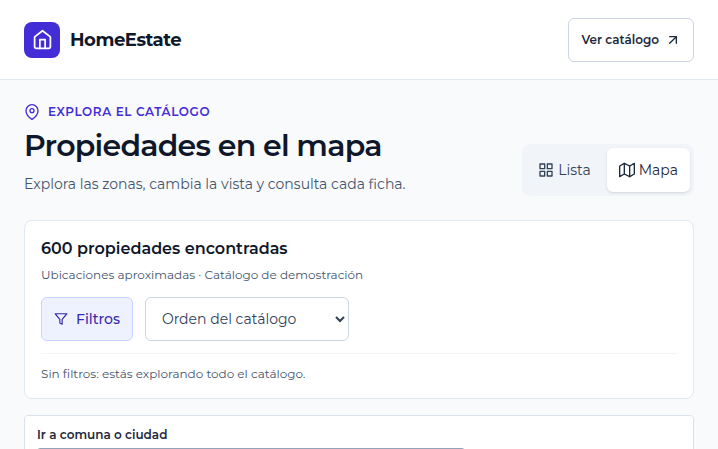 HomeEstate
Ver catálogo
EXPLORA EL CATÁLOGO
Propiedades en el mapa
Explora las zonas, cambia la vista y consulta cada ficha.
Lista
Mapa
600 propiedades encontradas
Ubicaciones aproximadas · Catálogo de demostración
Filtros
Orden del catálogo
Sin filtros: estás explorando todo el catálogo.
Ir a comuna o ciudad